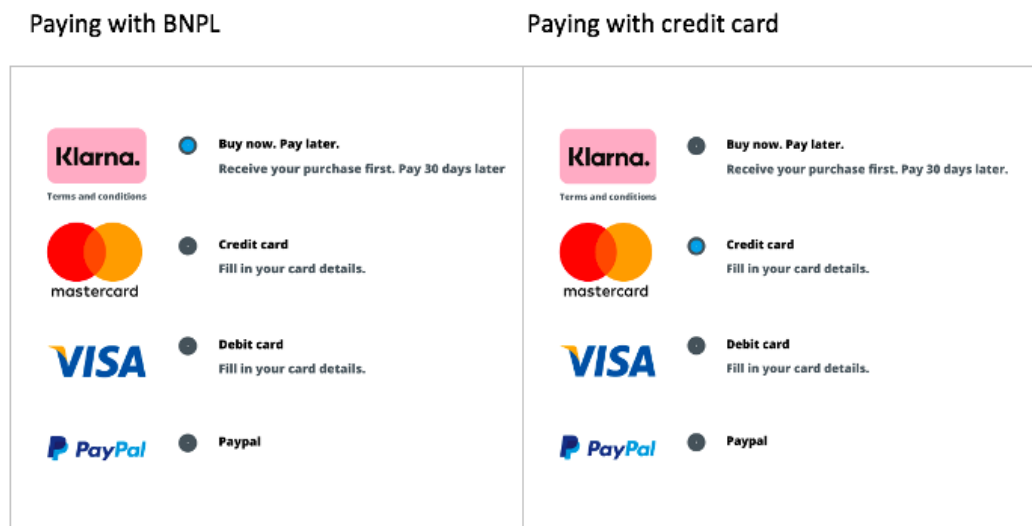 Paying with BNPL
Klarna.
Terms and conditions
Buy now. Pay later.
Receive your purchase first. Pay 30 days later
mastercard
Credit card
Fill in your card details.
VISA
Debit card
Fill in your card details.
PayPal
Paypal
Paying with credit card
Klarna.
Terms and conditions
Buy now. Pay later.
Receive your purchase first. Pay 30 days later.
mastercard
Credit card
Fill in your card details.
VISA
Debit card
Fill in your card details.
PayPal
Paypal